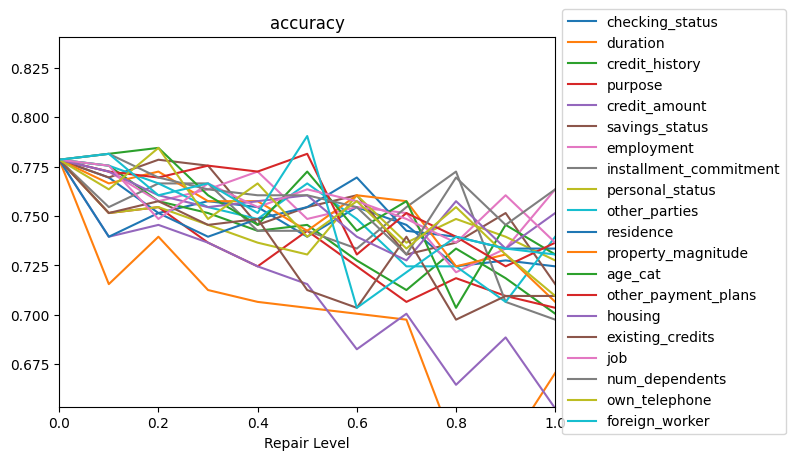 accuracy
0.825
0.800
0.775
0.750
0.725
0.700
0.675
0.0 0.2 0.4 0.6 0.8 1.0
Repair Level
checking_status
duration
credit_history
purpose
credit_amount
savings_status
employment
installment_commitment
personal_status
other_parties
residence
property_magnitude
age_cat
other_payment_plans
housing
existing_credits
job
num_dependents
own_telephone
foreign_worker